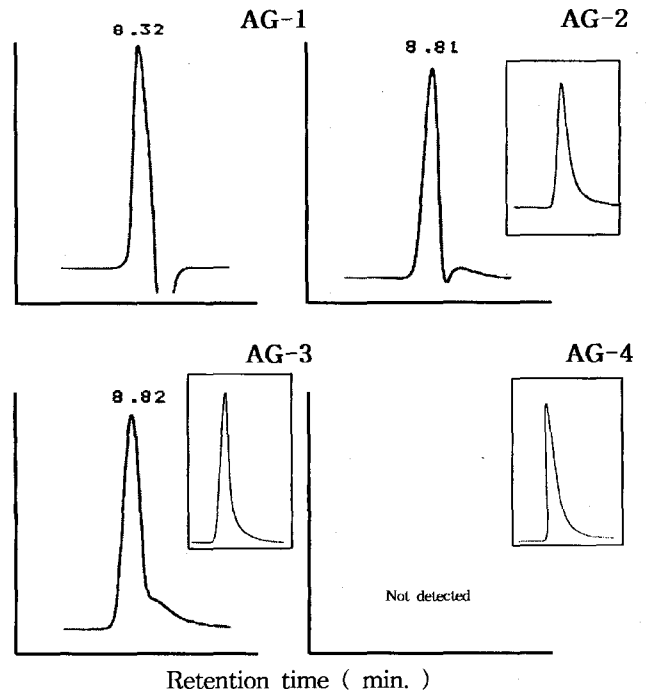 AG-1
8.32
AG-2
8.81
AG-3
8.82
AG-4
Not detected
Retention time ( min. )